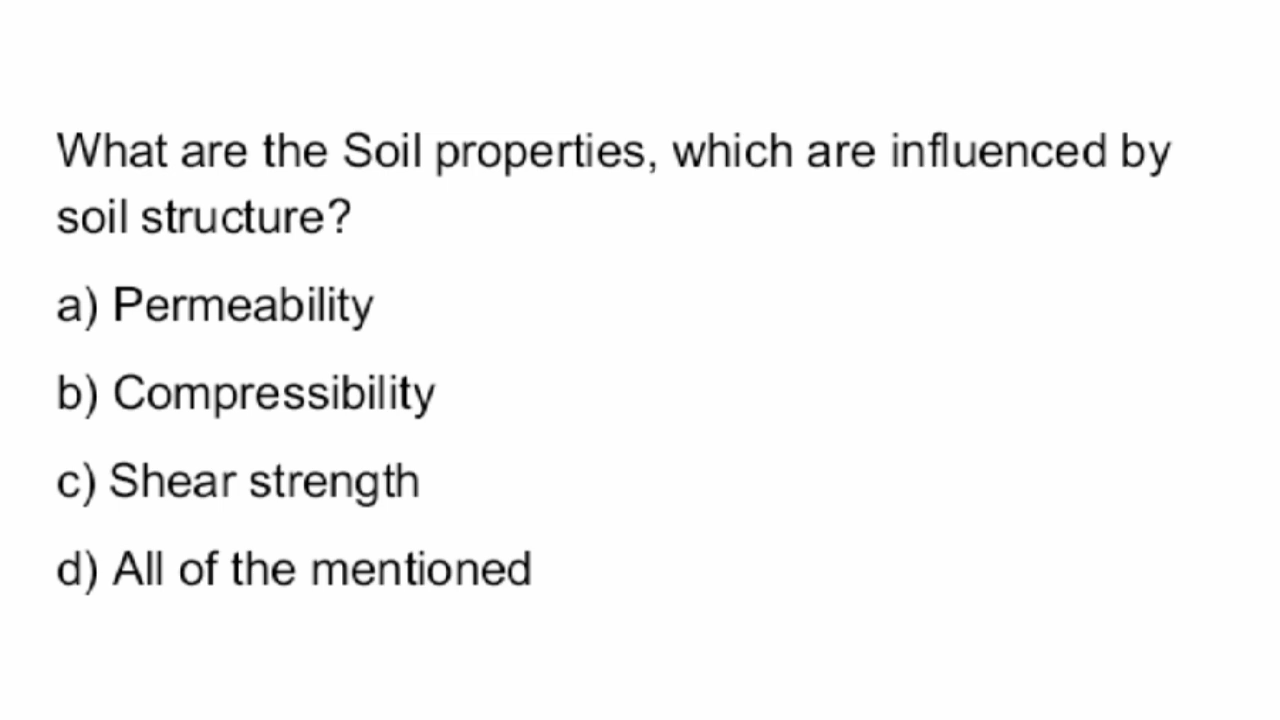 What are the Soil properties, which are influenced by
soil structure?
a) Permeability
b) Compressibility
c) Shear strength
d) All of the mentioned